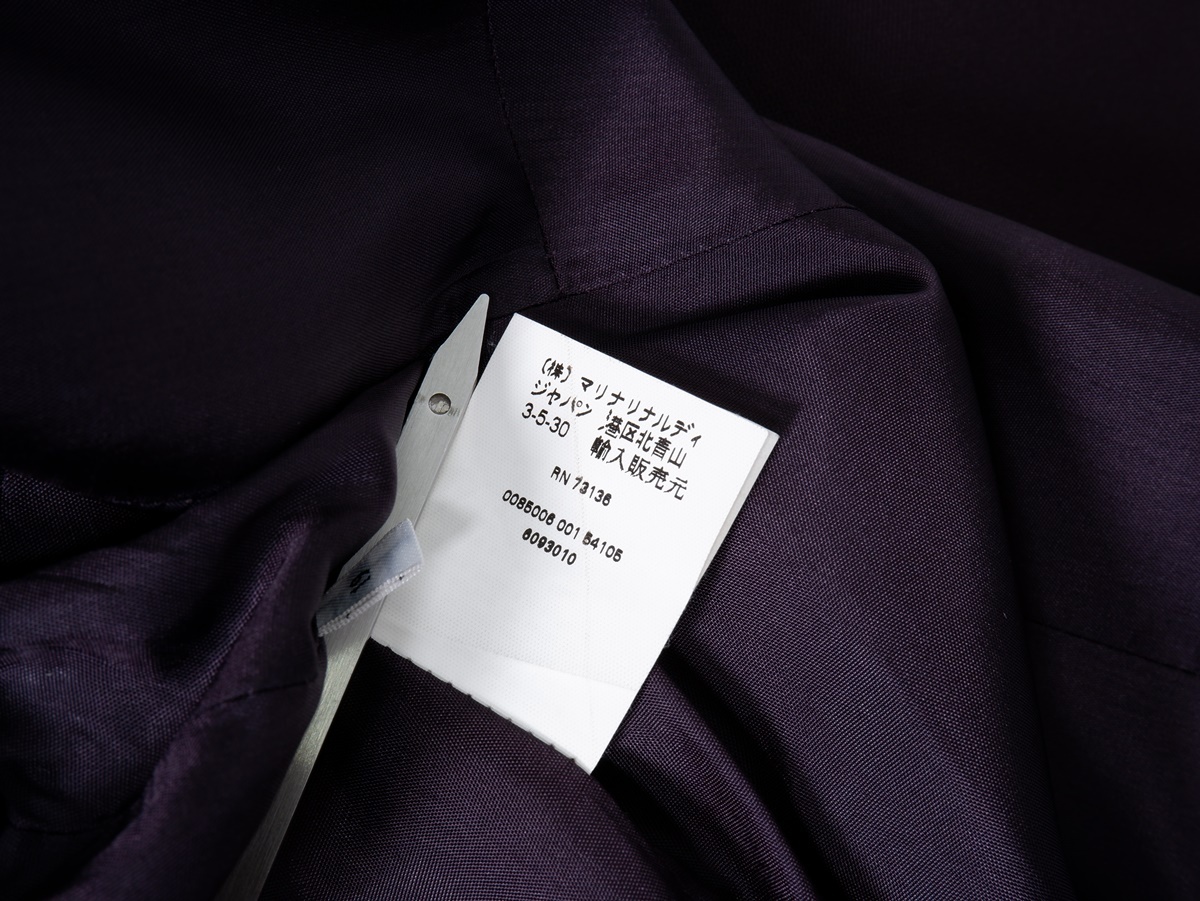 (株) マリナリナルディ
ジャパン 港区北青山
3-5-30 輸入販売元
RN 73136
0085006 001 54105
6093010